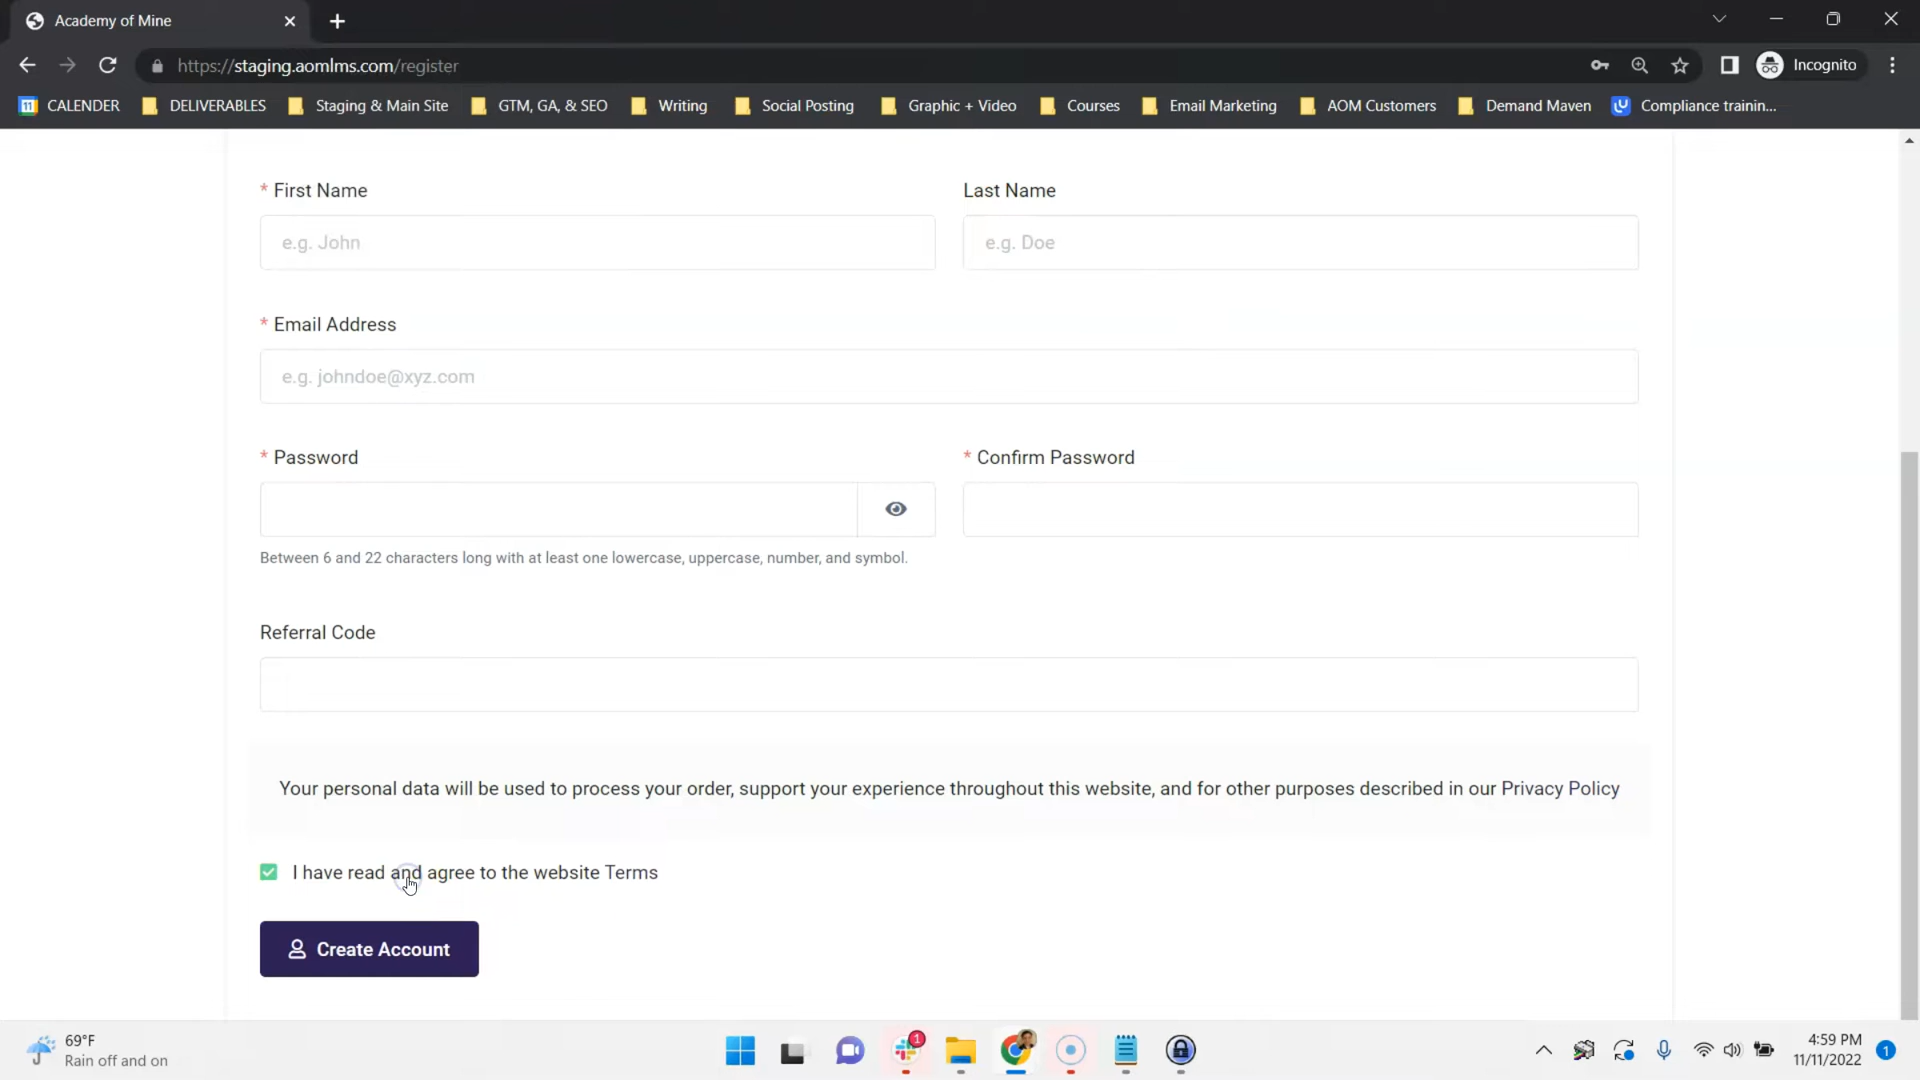 Academy of Mine
https://staging.aomlms.com/register
Incognito
11 CALENDER
DELIVERABLES
Staging & Main Site
GTM, GA, & SEO
Writing
Social Posting
Graphic + Video
Courses
Email Marketing
AOM Customers
Demand Maven
Compliance trainin...
* First Name
Last Name
e.g. John
e.g. Doe
* Email Address
e.g. johndoe@xyz.com
* Password
* Confirm Password
Between 6 and 22 characters long with at least one lowercase, uppercase, number, and symbol.
Referral Code
Your personal data will be used to process your order, support your experience throughout this website, and for other purposes described in our Privacy Policy
I have read and agree to the website Terms
Create Account
69°F
Rain off and on
1
4:59 PM
11/11/2022
1